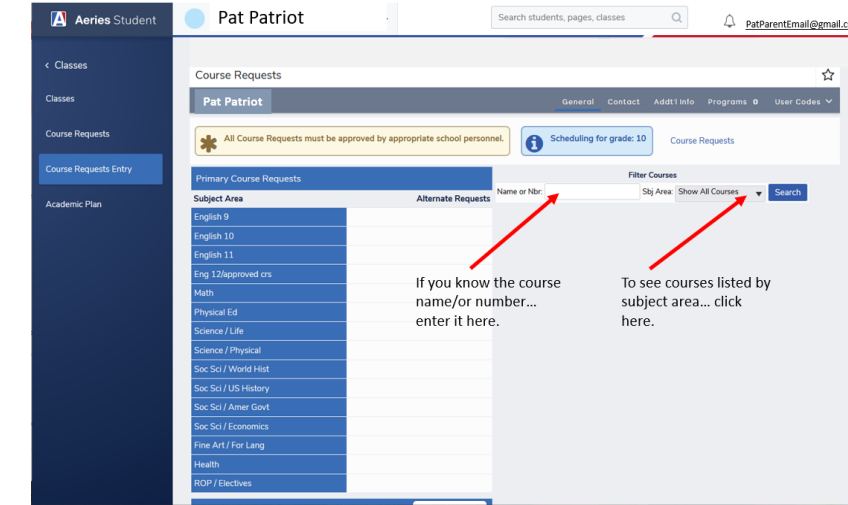 Aeries Student
Pat Patriot
Search students, pages, classes
PatParentEmail@gmail.c
< Classes
Classes
Course Requests
Course Requests Entry
Academic Plan
Course Requests
Pat Patriot
General Contact Addt'l Info Programs 0 User Codes
All Course Requests must be approved by appropriate school personnel.
Scheduling for grade: 10
Course Requests
Primary Course Requests
Subject Area Alternate Requests
English 9
English 10
English 11
Eng 12/approved crs
Math
Physical Ed
Science / Life
Science / Physical
Soc Sci / World Hist
Soc Sci / US History
Soc Sci / Amer Govt
Soc Sci / Economics
Fine Art / For Lang
Health
ROP / Electives
Filter Courses
Name or Nbr: Sbj Area: Show All Courses Search
If you know the course
name/or number…
enter it here.
To see courses listed by
subject area… click
here.